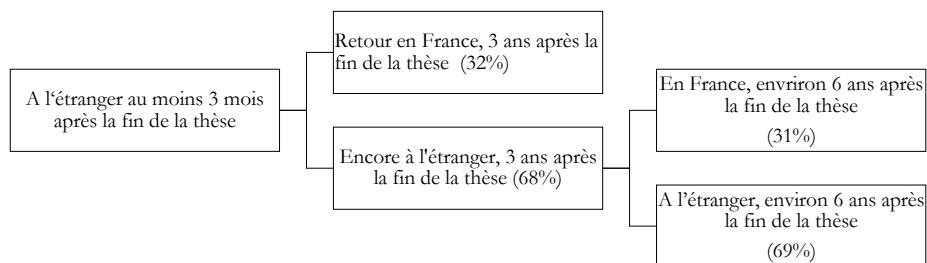 Retour en France, 3 ans après la
fin de la thèse (32%)
A l‘étranger au moins 3 mois
après la fin de la thèse
Encore à l'étranger, 3 ans après
la fin de la thèse (68%)
En France, envriron 6 ans après
la fin de la thèse
(31%)
A l’étranger, environ 6 ans après
la fin de la thèse
(69%)